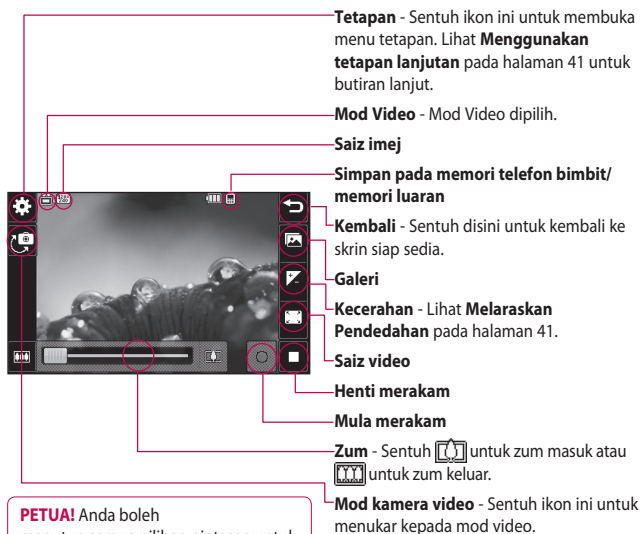 Tetapan - Sentuh ikon ini untuk membuka
menu tetapan. Lihat Menggunakan
tetapan lanjutan pada halaman 41 untuk
butiran lanjut.
Mod Video - Mod Video dipilih.
Saiz imej
Simpan pada memori telefon bimbit/
memori luaran
Kembali - Sentuh disini untuk kembali ke
skrin siap sedia.
Galeri
Kecerahan - Lihat Melaraskan
Pendedahan pada halaman 41.
Saiz video
Henti merakam
Mula merakam
Zum - Sentuh untuk zum masuk atau
untuk zum keluar.
Mod kamera video - Sentuh ikon ini untuk
menukar kepada mod video.
PETUA! Anda boleh